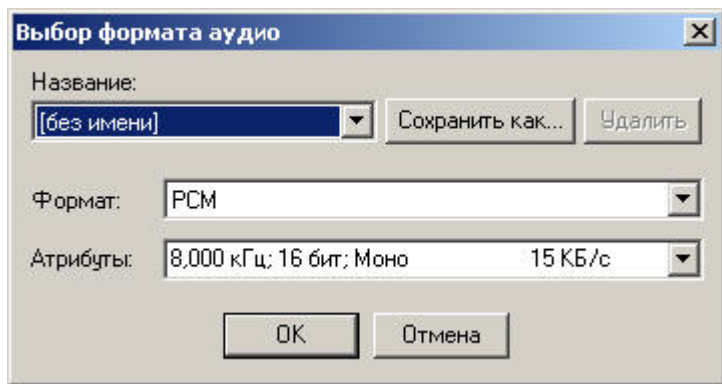 Выбор формата аудио
Название:
[без имени]
Сохранить как...
Удалить
Формат:
PCM
Атрибуты:
8,000 кГц; 16 бит; Моно 15 КБ/с
OK
Отмена